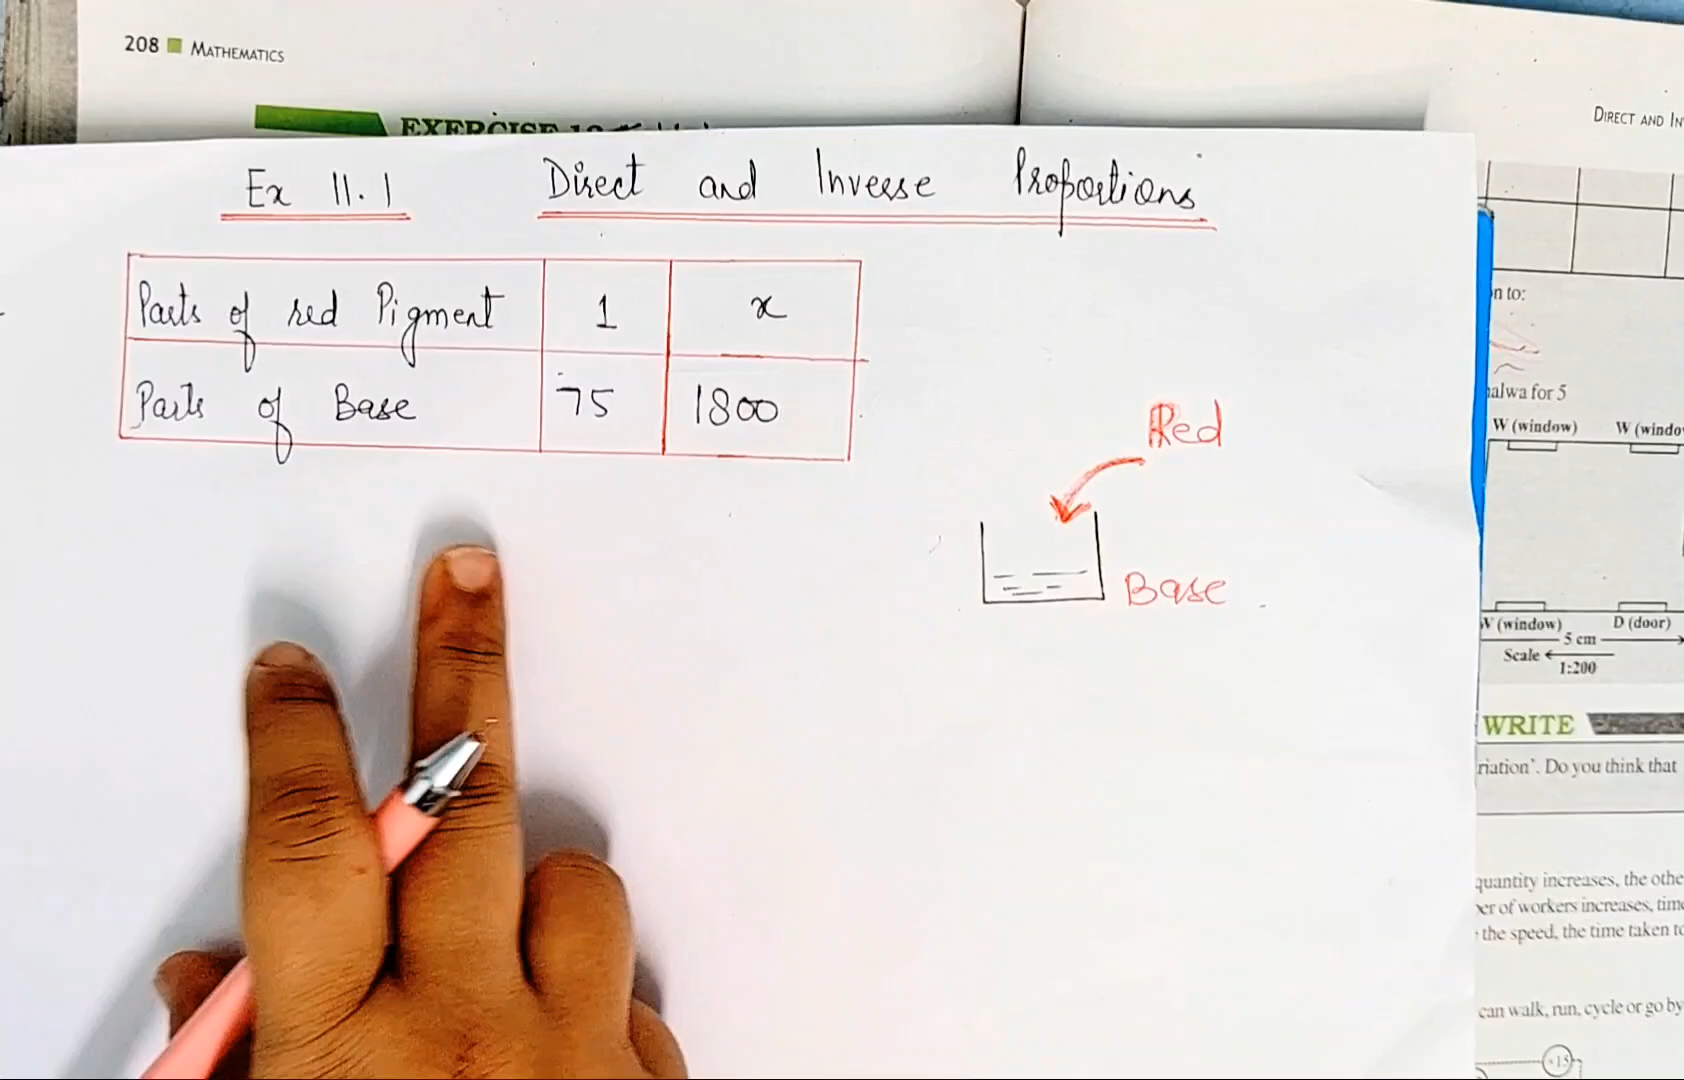 208 MATHEMATICS
EXERCISE
DIRECT AND IN
Ex 11.1 Direct and Inverse Proportions
Parts of red Pigment 1 x
Parts of Base 75 1800
Red
Base
n to:
alwa for 5
W (window) W (windo
(window) D (door)
5 cm
Scale
1:200
WRITE
riation'. Do you think that
quantity increases, the othe
er of workers increases, time
the speed, the time taken to
can walk, run, cycle or go by